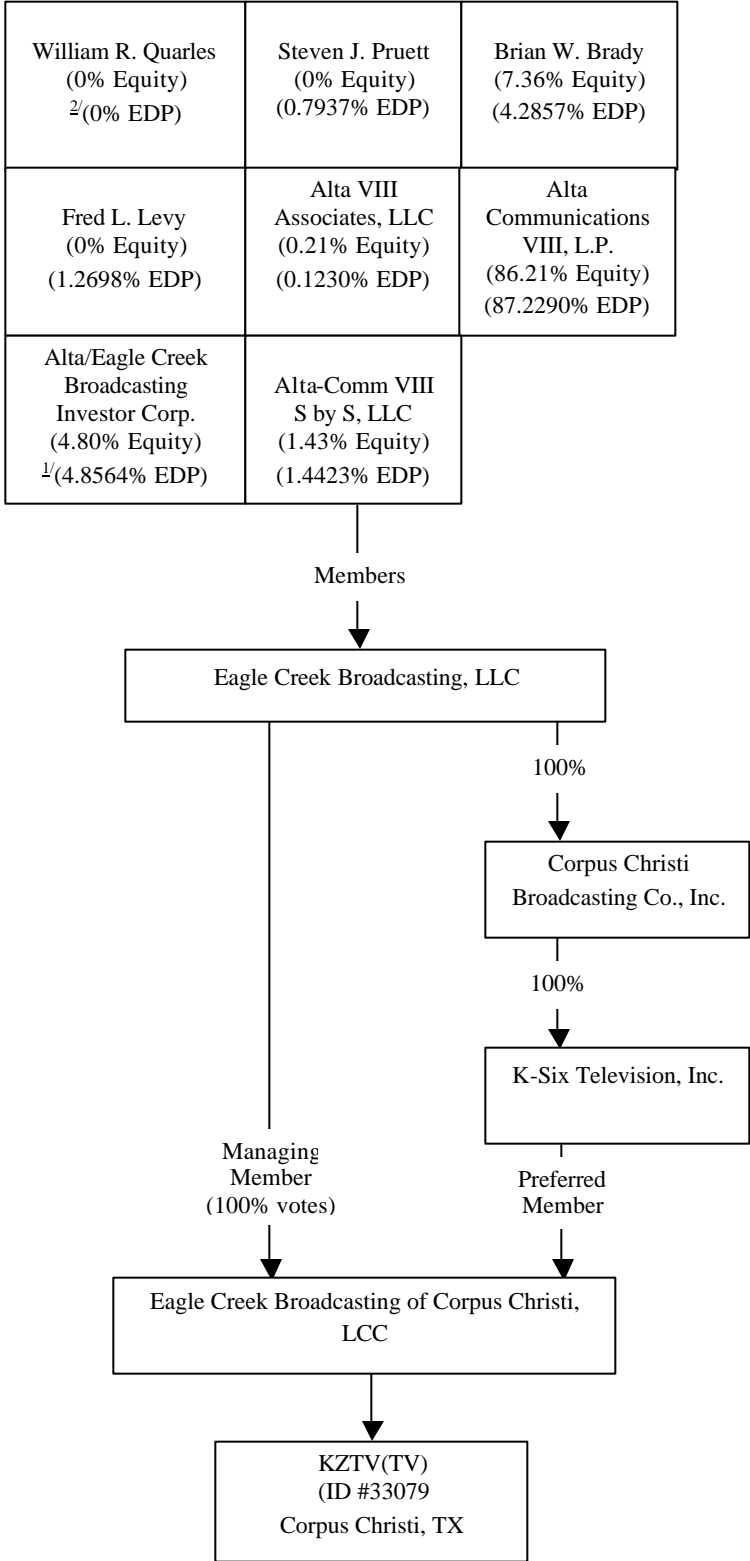 William R. Quarles
(0% Equity)
2/(0% EDP)
Steven J. Pruett
(0% Equity)
(0.7937% EDP)
Brian W. Brady
(7.36% Equity)
(4.2857% EDP)
Fred L. Levy
(0% Equity)
(1.2698% EDP)
Alta VIII
Associates, LLC
(0.21% Equity)
(0.1230% EDP)
Alta
Communications
VIII, L.P.
(86.21% Equity)
(87.2290% EDP)
Alta/Eagle Creek
Broadcasting
Investor Corp.
(4.80% Equity)
1/(4.8564% EDP)
Alta-Comm VIII
S by S, LLC
(1.43% Equity)
(1.4423% EDP)
Members
Eagle Creek Broadcasting, LLC
100%
Corpus Christi
Broadcasting Co., Inc.
100%
K-Six Television, Inc.
Managing
Member
(100% votes)
Preferred
Member
Eagle Creek Broadcasting of Corpus Christi,
LCC
KZTV(TV)
(ID #33079
Corpus Christi, TX